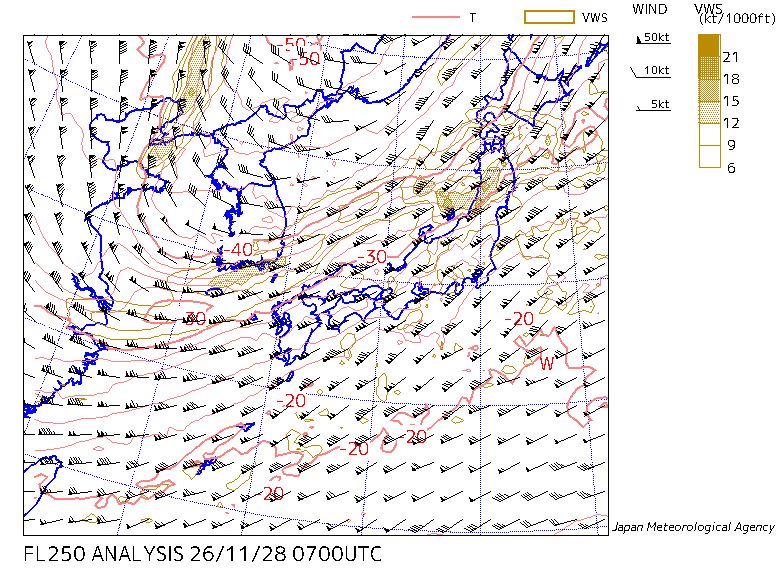 T
VWS
WIND
VWS
(kt/1000ft)
50kt
10kt
5kt
21
18
15
12
9
6
-50
-50
-40
-30
-30
-20
W
-20
-20
-20
-20
Japan Meteorological Agency
FL250 ANALYSIS 26/11/28 0700UTC